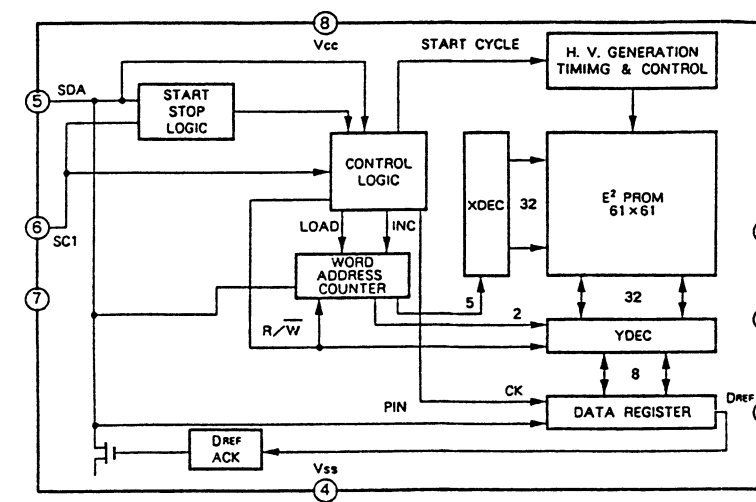 8
Vcc
START CYCLE
H. V. GENERATION
TIMIMG & CONTROL
5
SDA
START
STOP
LOGIC
CONTROL
LOGIC
XDEC
32
E² PROM
61×61
6
SC1
LOAD
INC
WORD
ADDRESS
COUNTER
7
R/W̅
5
2
32
YDEC
8
CK
PIN
DATA REGISTER
DREF
DREF
ACK
Vss
4